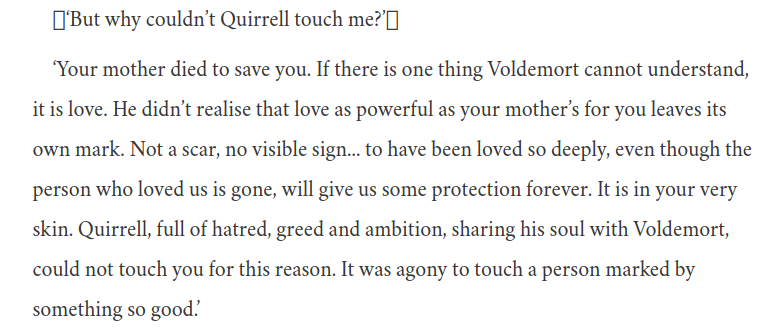 ‘But why couldn’t Quirrell touch me?’
‘Your mother died to save you. If there is one thing Voldemort cannot understand,
it is love. He didn’t realise that love as powerful as your mother’s for you leaves its
own mark. Not a scar, no visible sign... to have been loved so deeply, even though the
person who loved us is gone, will give us some protection forever. It is in your very
skin. Quirrell, full of hatred, greed and ambition, sharing his soul with Voldemort,
could not touch you for this reason. It was agony to touch a person marked by
something so good.’